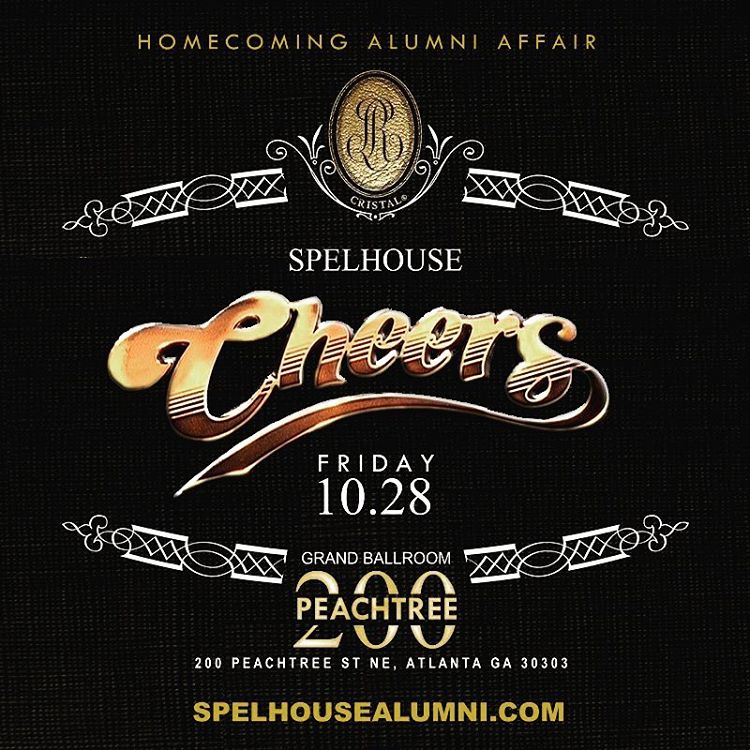 HOMECOMING ALUMNI AFFAIR
CRISTAL®
SPELHOUSE
Cheers
FRIDAY
10.28
GRAND BALLROOM
200
PEACHTREE
200 PEACHTREE ST NE, ATLANTA GA 30303
SPELHOUSEALUMNI.COM